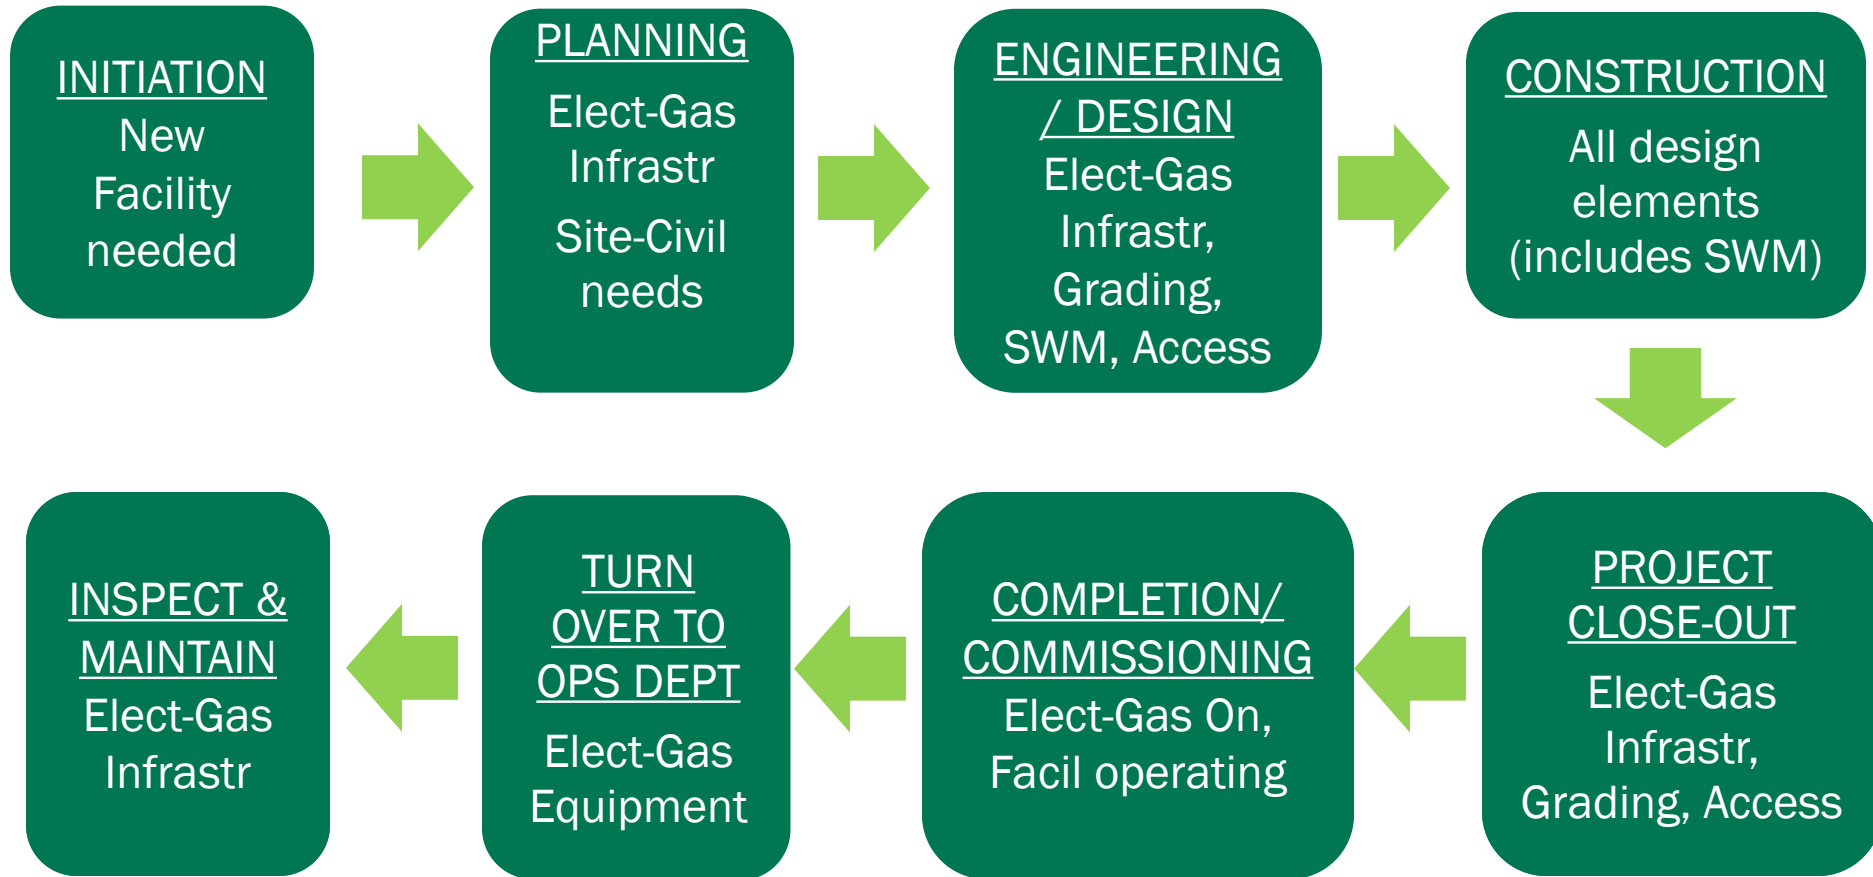 INITIATION
New
Facility
needed
PLANNING
Elect-Gas
Infrastr
Site-Civil
needs
ENGINEERING
/ DESIGN
Elect-Gas
Infrastr,
Grading,
SWM, Access
CONSTRUCTION
All design
elements
(includes SWM)
PROJECT
CLOSE-OUT
Elect-Gas
Infrastr,
Grading, Access
COMPLETION/
COMMISSIONING
Elect-Gas On,
Facil operating
TURN
OVER TO
OPS DEPT
Elect-Gas
Equipment
INSPECT &
MAINTAIN
Elect-Gas
Infrastr